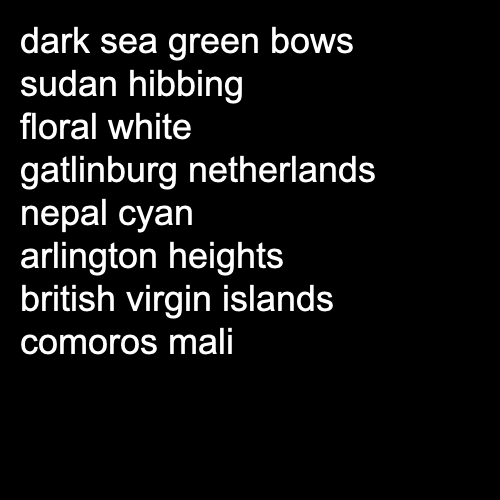 dark sea green bows
sudan hibbing
floral white
gatlinburg netherlands
nepal cyan
arlington heights
british virgin islands
comoros mali